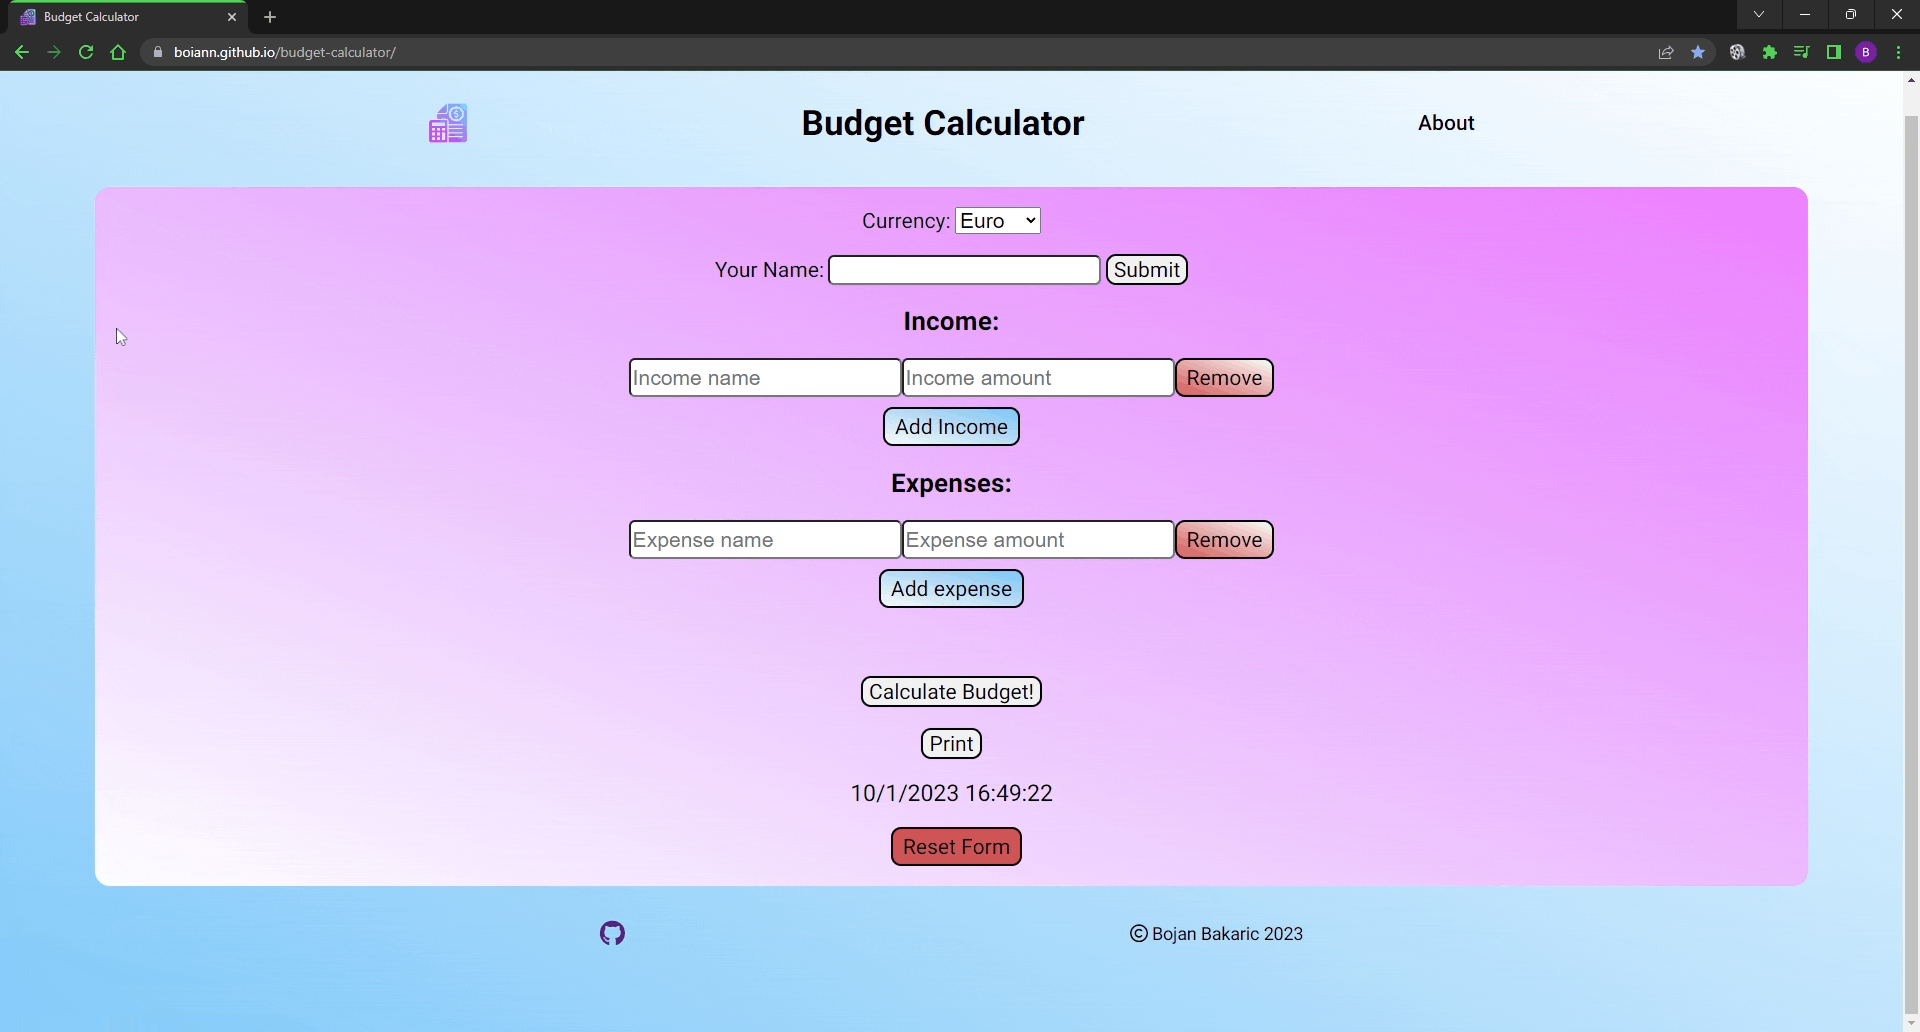 Budget Calculator
boiann.github.io/budget-calculator/
B
$
Budget Calculator
About
Currency: Euro
Your Name: Submit
Income:
Income name Income amount Remove
Add Income
Expenses:
Expense name Expense amount Remove
Add expense
Calculate Budget!
Print
10/1/2023 16:49:22
Reset Form
© Bojan Bakaric 2023